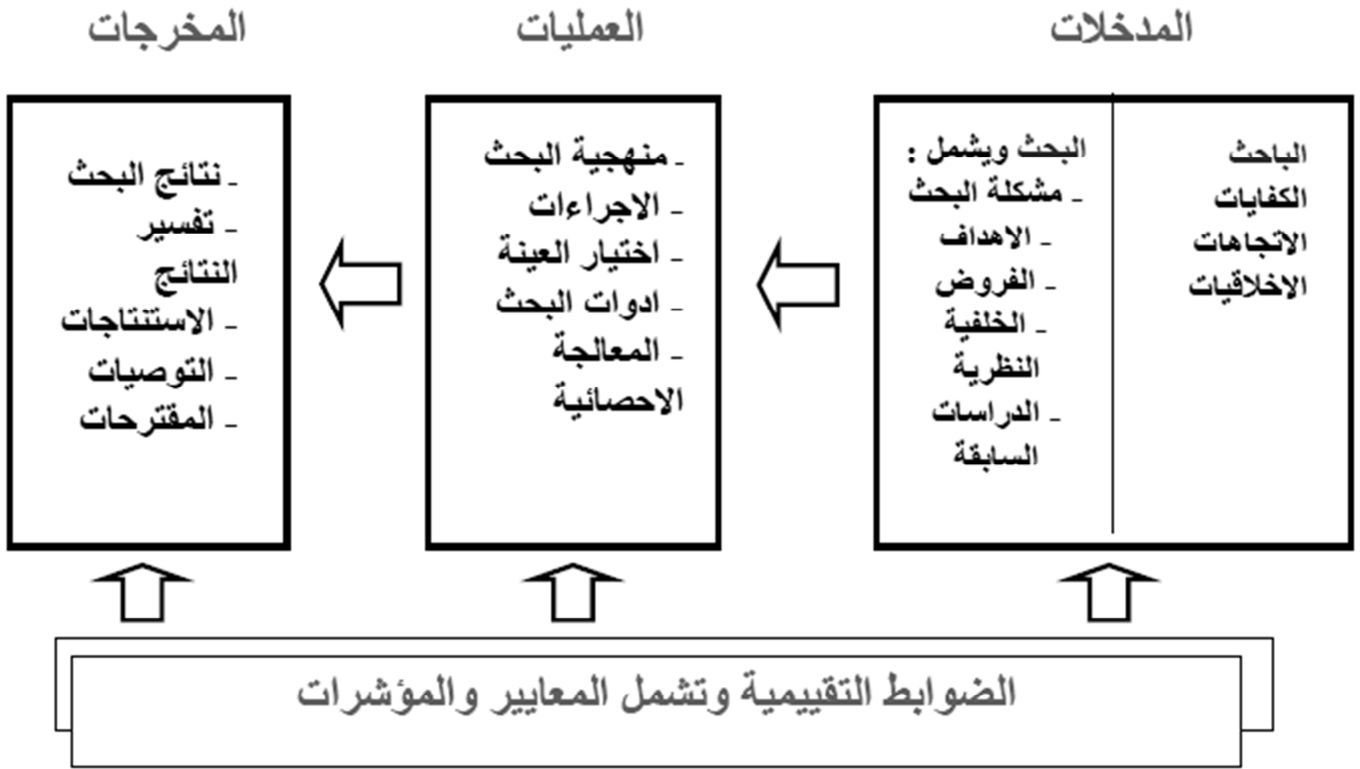 المدخلات
العمليات
المخرجات
الباحث
الكفايات
الاتجاهات
الاخلاقيات
البحث ويشمل :
- مشكلة البحث
- الاهداف
- الفروض
- الخلفية
النظرية
- الدراسات
السابقة
- منهجية البحث
- الاجراءات
- اختيار العينة
- ادوات البحث
- المعالجة
الاحصائية
- نتائج البحث
- تفسير
النتائج
- الاستنتاجات
- التوصيات
- المقترحات
الضوابط التقييمية وتشمل المعايير والمؤشرات